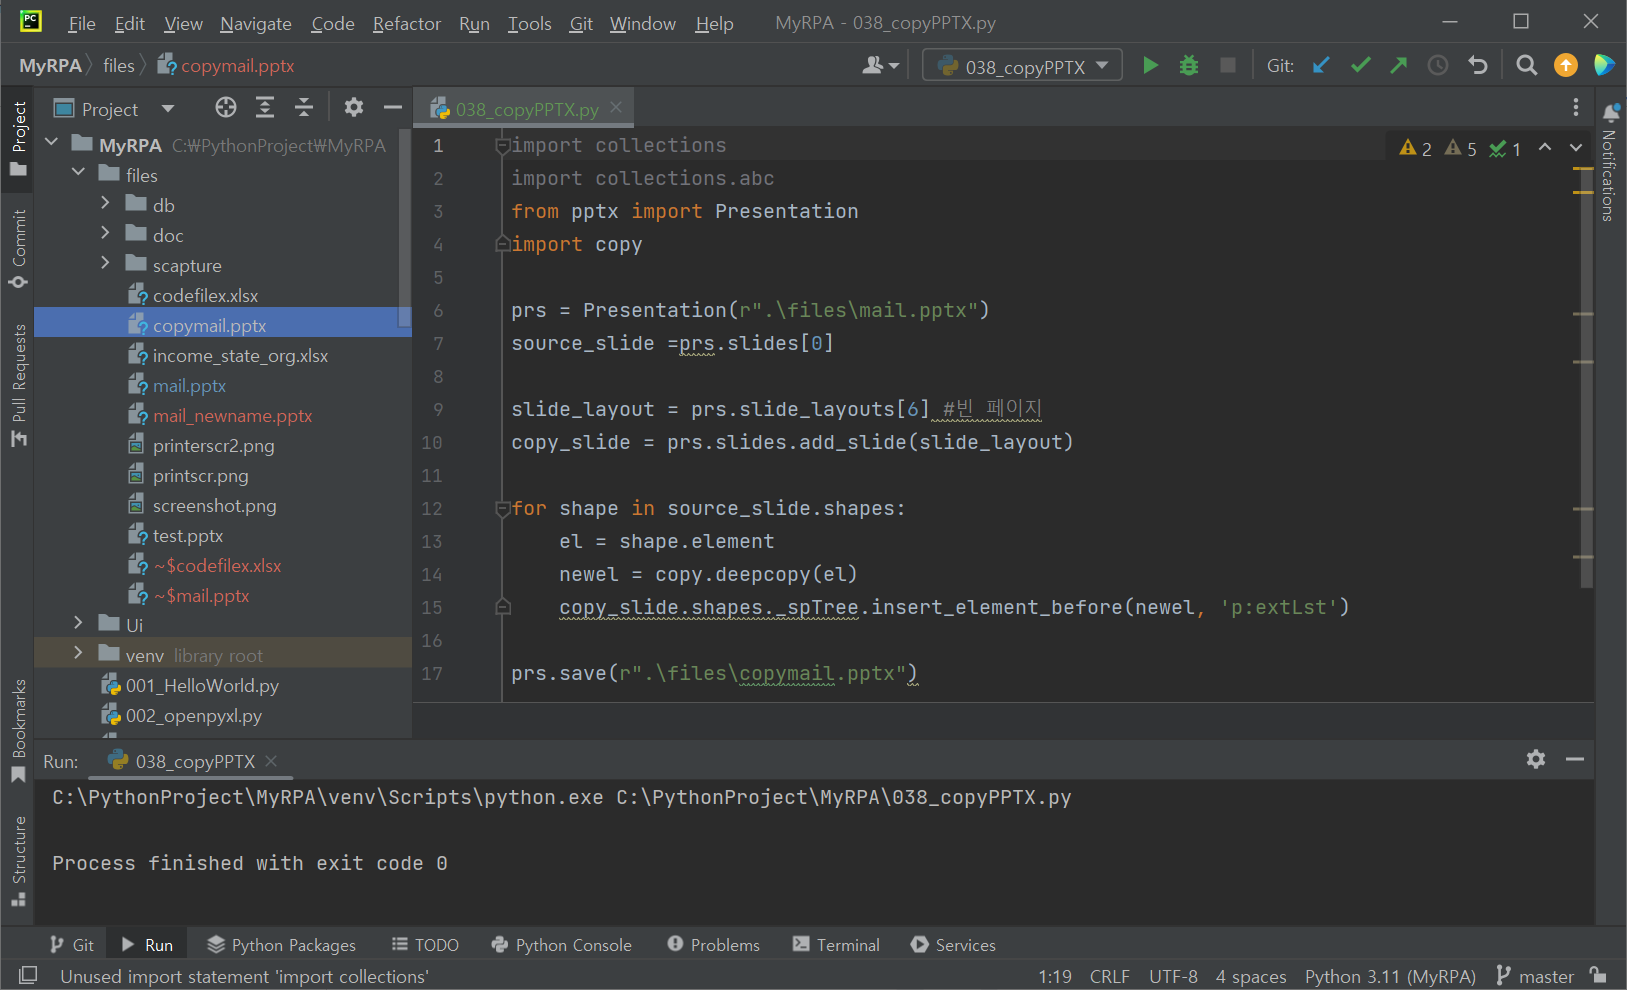 PC
File Edit View Navigate Code Refactor Run Tools Git Window Help MyRPA - 038_copyPPTX.py
MyRPA files copymail.pptx 038_copyPPTX Git:
Project
Commit
Pull Requests
Bookmarks
Structure
Project
MyRPA C:₩PythonProject₩MyRPA
files
db
doc
scapture
codefilex.xlsx
copymail.pptx
income_state_org.xlsx
mail.pptx
mail_newname.pptx
printerscr2.png
printscr.png
screenshot.png
test.pptx
~$codefilex.xlsx
~$mail.pptx
Ui
venv library root
001_HelloWorld.py
002_openpyxl.py
038_copyPPTX.py
2 5 1
1 import collections
2 import collections.abc
3 from pptx import Presentation
4 import copy
5
6 prs = Presentation(r".\files\mail.pptx")
7 source_slide =prs.slides[0]
8
9 slide_layout = prs.slide_layouts[6] #빈 페이지
10 copy_slide = prs.slides.add_slide(slide_layout)
11
12 for shape in source_slide.shapes:
13 el = shape.element
14 newel = copy.deepcopy(el)
15 copy_slide.shapes._spTree.insert_element_before(newel, 'p:extLst')
16
17 prs.save(r".\files\copymail.pptx")
Notifications
Run: 038_copyPPTX
C:\PythonProject\MyRPA\venv\Scripts\python.exe C:\PythonProject\MyRPA\038_copyPPTX.py
Process finished with exit code 0
Git Run Python Packages TODO Python Console Problems Terminal Services
Unused import statement 'import collections' 1:19 CRLF UTF-8 4 spaces Python 3.11 (MyRPA) master